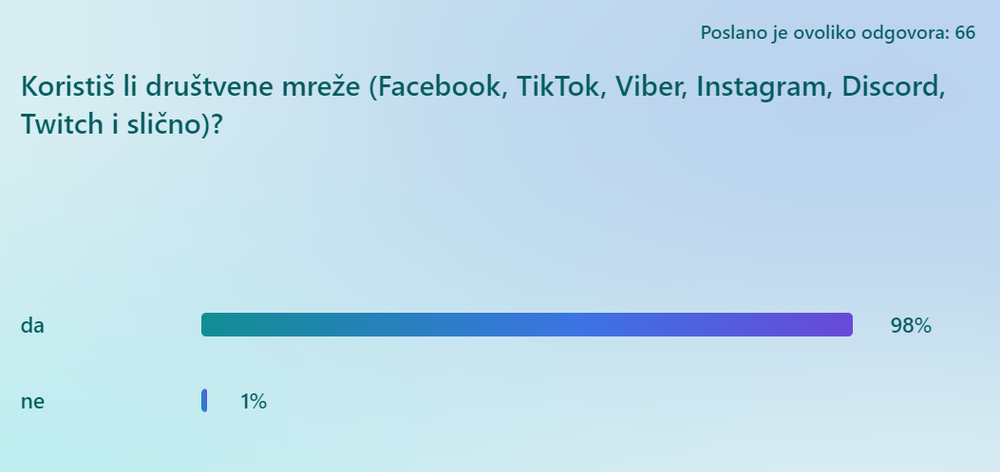 Poslano je ovoliko odgovora: 66
Koristiš li društvene mreže (Facebook, TikTok, Viber, Instagram, Discord,
Twitch i slično)?
da 98%
ne 1%